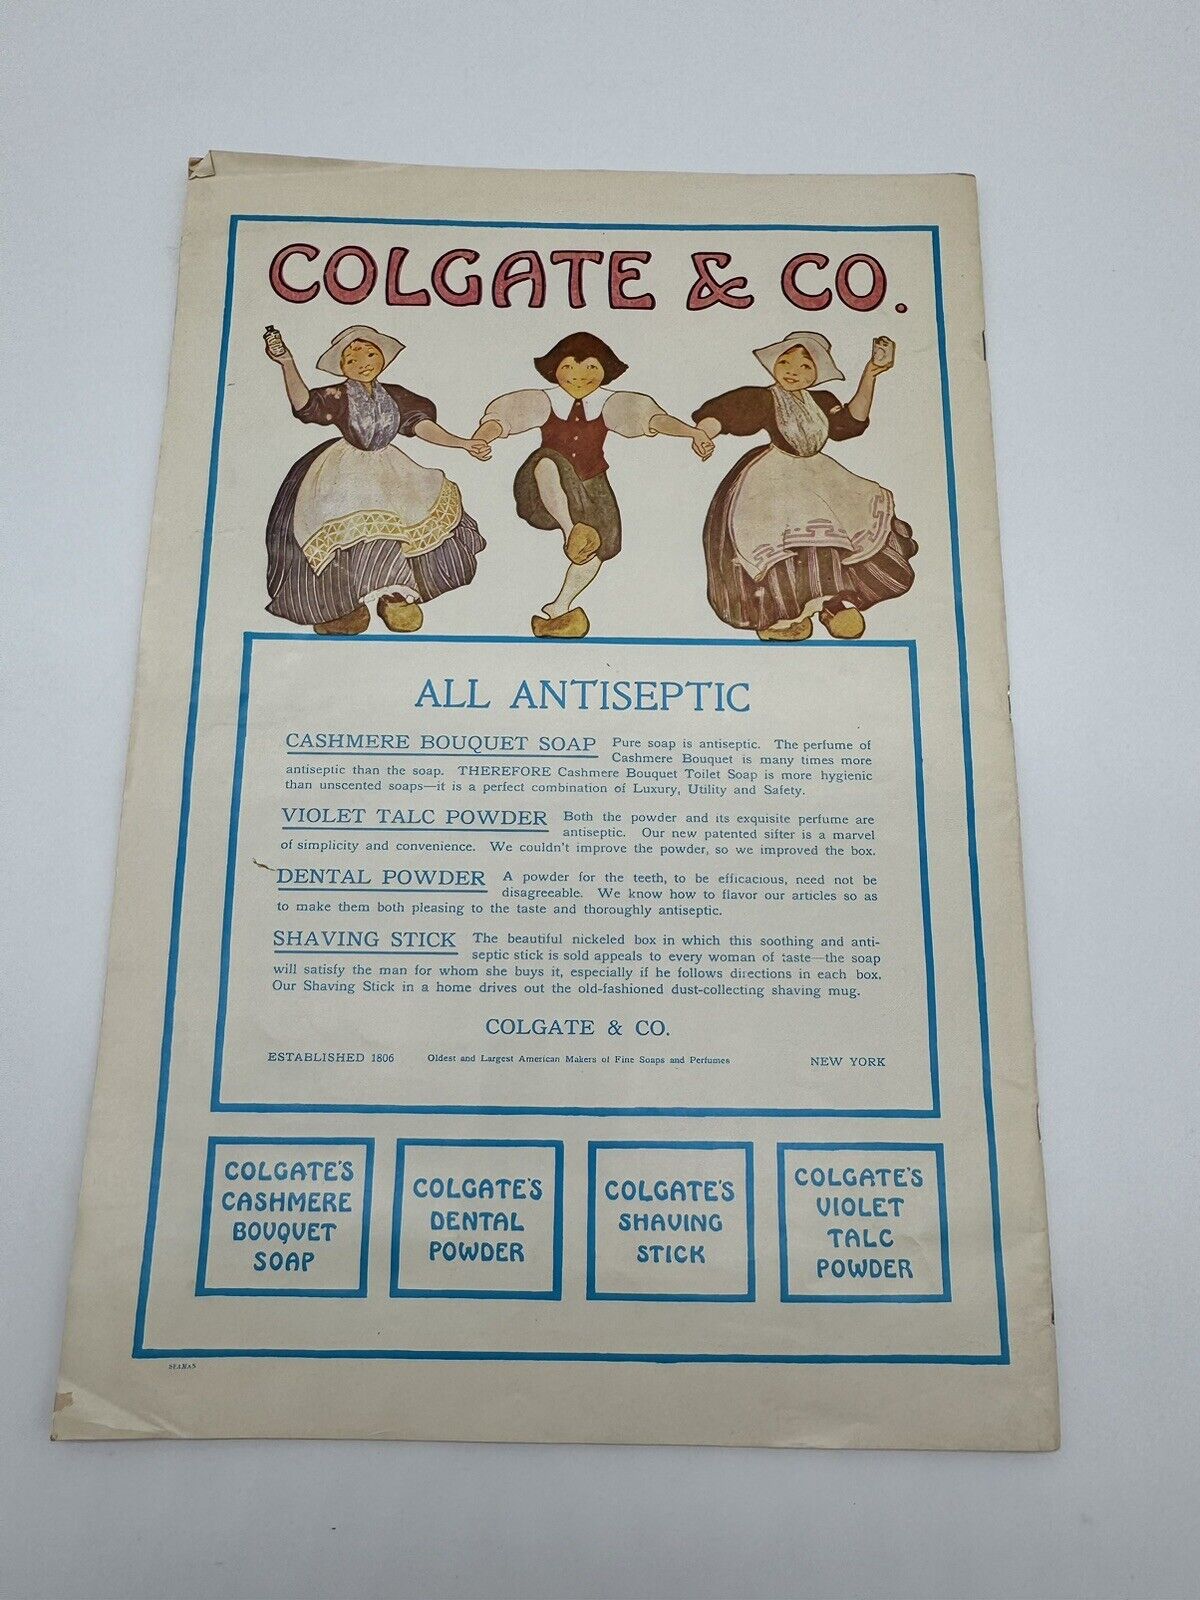 COLGATE & CO.
ALL ANTISEPTIC
CASHMERE BOUQUET SOAP Pure soap is antiseptic. The perfume of
Cashmere Bouquet is many times more
antiseptic than the soap. THEREFORE Cashmere Bouquet Toilet Soap is more hygienic
than unscented soaps—it is a perfect combination of Luxury, Utility and Safety.
VIOLET TALC POWDER Both the powder and its exquisite perfume are
antiseptic. Our new patented sifter is a marvel
of simplicity and convenience. We couldn't improve the powder, so we improved the box.
DENTAL POWDER A powder for the teeth, to be efficacious, need not be
disagreeable. We know how to flavor our articles so as
to make them both pleasing to the taste and thoroughly antiseptic.
SHAVING STICK The beautiful nickeled box in which this soothing and anti-
septic stick is sold appeals to every woman of taste—the soap
will satisfy the man for whom she buys it, especially if he follows directions in each box.
Our Shaving Stick in a home drives out the old-fashioned dust-collecting shaving mug.
COLGATE & CO.
ESTABLISHED 1806 Oldest and Largest American Makers of Fine Soaps and Perfumes NEW YORK
COLGATE'S
CASHMERE
BOUQUET
SOAP
COLGATE'S
DENTAL
POWDER
COLGATE'S
SHAVING
STICK
COLGATE'S
VIOLET
TALC
POWDER